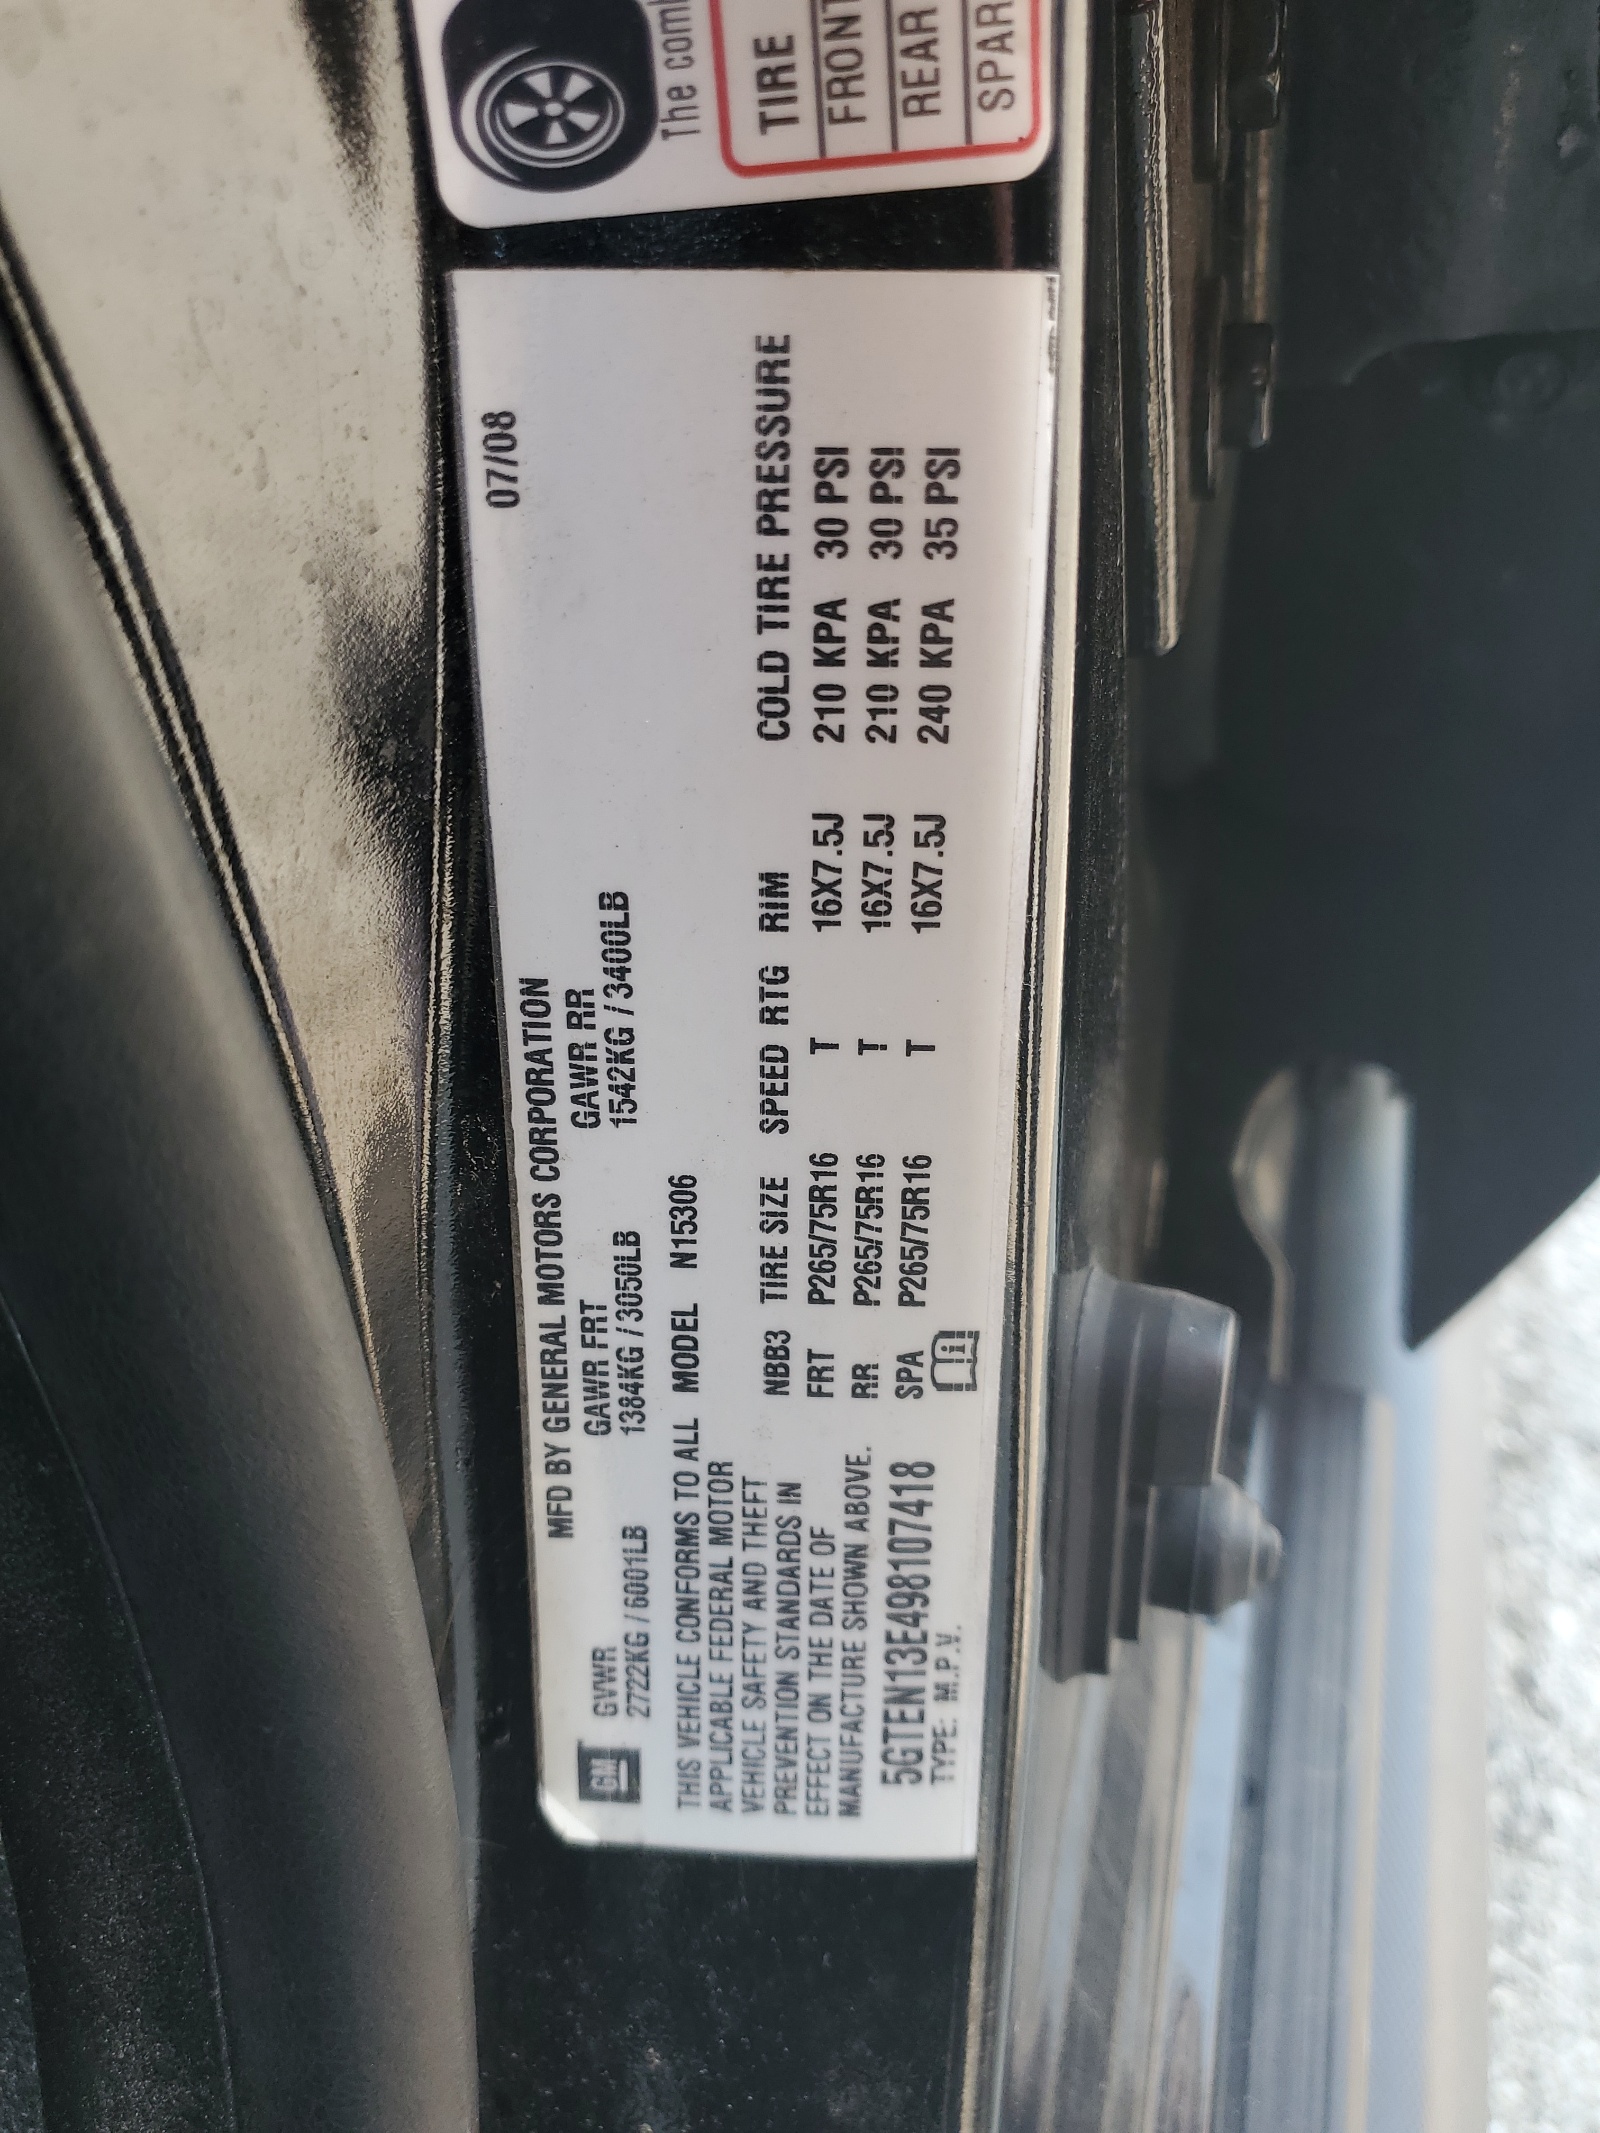 07/08
MFD BY GENERAL MOTORS CORPORATION
GM
GVWR GAWR FRT GAWR RR
2722KG / 6001LB 1384KG / 3050LB 1542KG / 3400LB
THIS VEHICLE CONFORMS TO ALL
APPLICABLE FEDERAL MOTOR
VEHICLE SAFETY AND THEFT
PREVENTION STANDARDS IN
EFFECT ON THE DATE OF
MANUFACTURE SHOWN ABOVE.
5GTEN13E498107418
TYPE: M.P.V.
MODEL N15306
NBB3 TIRE SIZE SPEED RTG RIM COLD TIRE PRESSURE
FRT P265/75R16 T 16X7.5J 210 KPA 30 PSI
RR P265/75R16 T 16X7.5J 210 KPA 30 PSI
SPA P265/75R16 T 16X7.5J 240 KPA 35 PSI
i
The
TIRE
FRONT
REAR